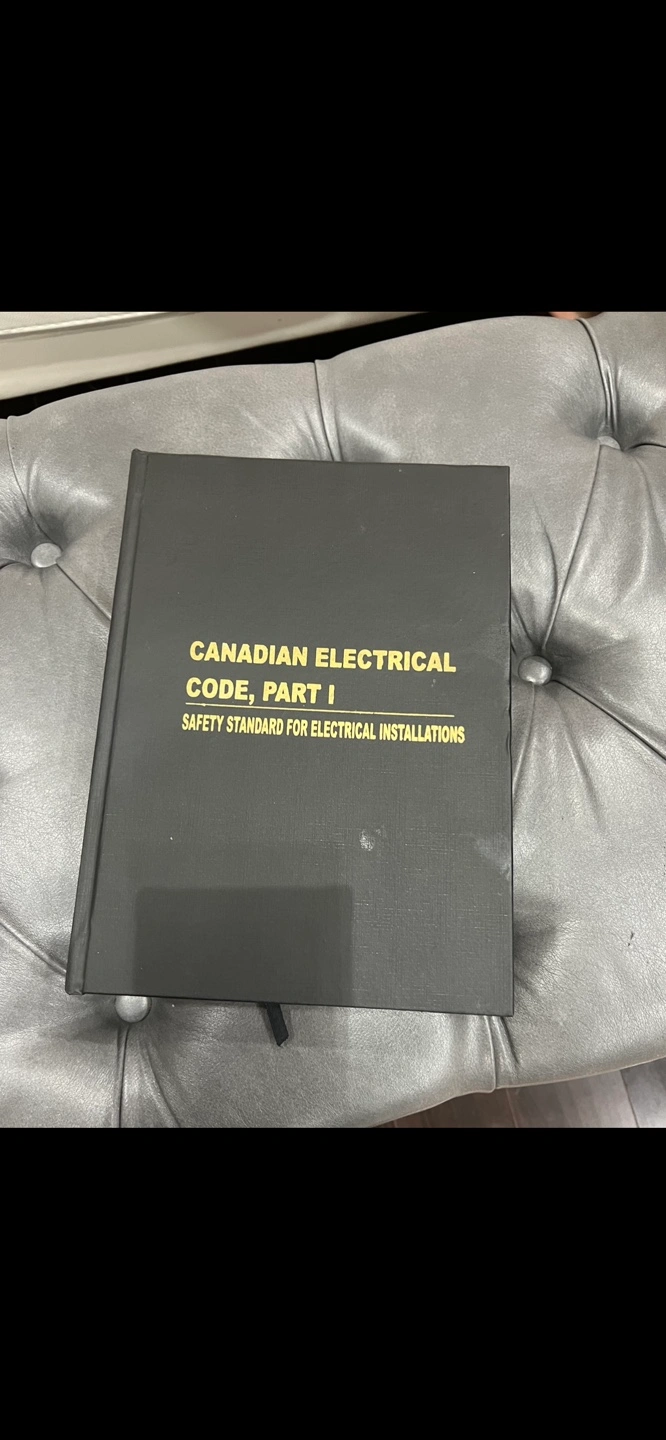 CANADIAN ELECTRICAL
CODE, PART I
SAFETY STANDARD FOR ELECTRICAL INSTALLATIONS